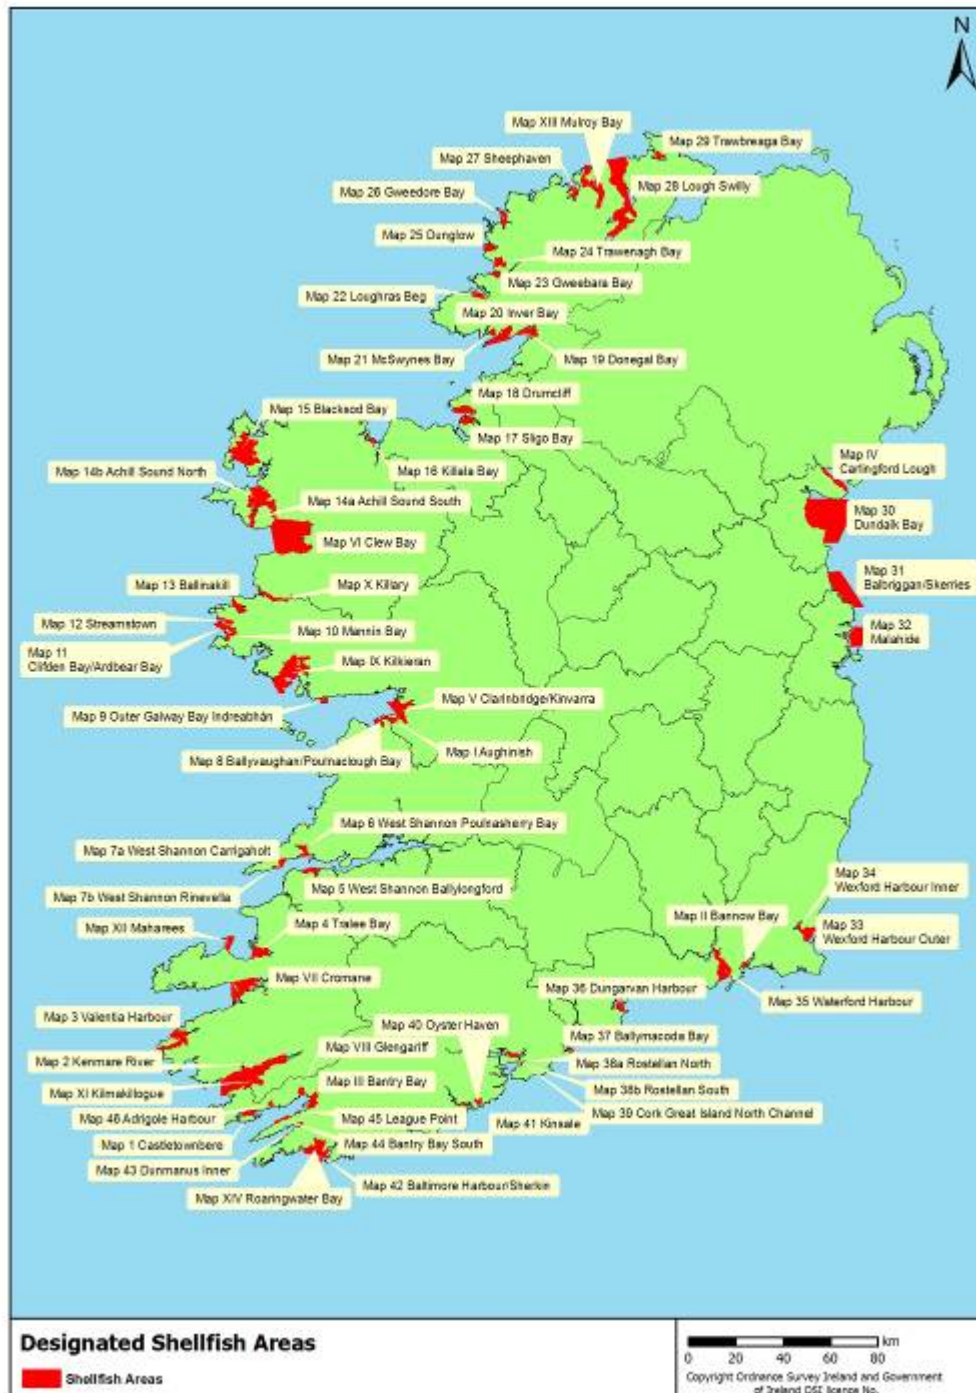 N
Map XIII Mulroy Bay
Map 29 Trawbreaga Bay
Map 27 Sheephaven
Map 28 Lough Swilly
Map 26 Gweedore Bay
Map 25 Dunglow
Map 24 Trawenagh Bay
Map 23 Gweebara Bay
Map 22 Loughras Beg
Map 20 Inver Bay
Map 21 McSwynes Bay
Map 19 Donegal Bay
Map 18 Drumcliff
Map 15 Blacksod Bay
Map 17 Sligo Bay
Map 16 Killala Bay
Map IV
Carlingford Lough
Map 14b Achill Sound North
Map 14a Achill Sound South
Map 30
Dundalk Bay
Map VI Clew Bay
Map 31
Balbriggan/Skerries
Map 13 Ballinakill
Map X Killary
Map 12 Streamstown
Map 10 Mannin Bay
Map 32
Malahide
Map 11
Clifden Bay/Ardbear Bay
Map IX Kilkieran
Map V Clarinbridge/Kinvarra
Map 9 Outer Galway Bay Indreabhán
Map I Aughinish
Map 8 Ballyvaughan/Poulnaclough Bay
Map 6 West Shannon Poulnasherry Bay
Map 7a West Shannon Carrigaholt
Map 5 West Shannon Ballylongford
Map 7b West Shannon Rinevella
Map 34
Wexford Harbour Inner
Map II Bannow Bay
Map 4 Tralee Bay
Map XII Maharees
Map 33
Wexford Harbour Outer
Map VII Cromane
Map 36 Dungarvan Harbour
Map 35 Waterford Harbour
Map 3 Valentia Harbour
Map 40 Oyster Haven
Map 37 Ballymacoda Bay
Map VIII Glengariff
Map 2 Kenmare River
Map 38a Rostellan North
Map XI Kilmakilloge
Map III Bantry Bay
Map 38b Rostellan South
Map 46 Adrigole Harbour
Map 45 League Point
Map 39 Cork Great Island North Channel
Map 41 Kinsale
Map 1 Castletownbere
Map 44 Bantry Bay South
Map 43 Dunmanus Inner
Map 42 Baltimore Harbour/Sherkin
Map XIV Roaringwater Bay
Designated Shellfish Areas
Shellfish Areas
km
0 20 40 60 80
Copyright Ordnance Survey Ireland and Government
of Ireland OSI licence No.